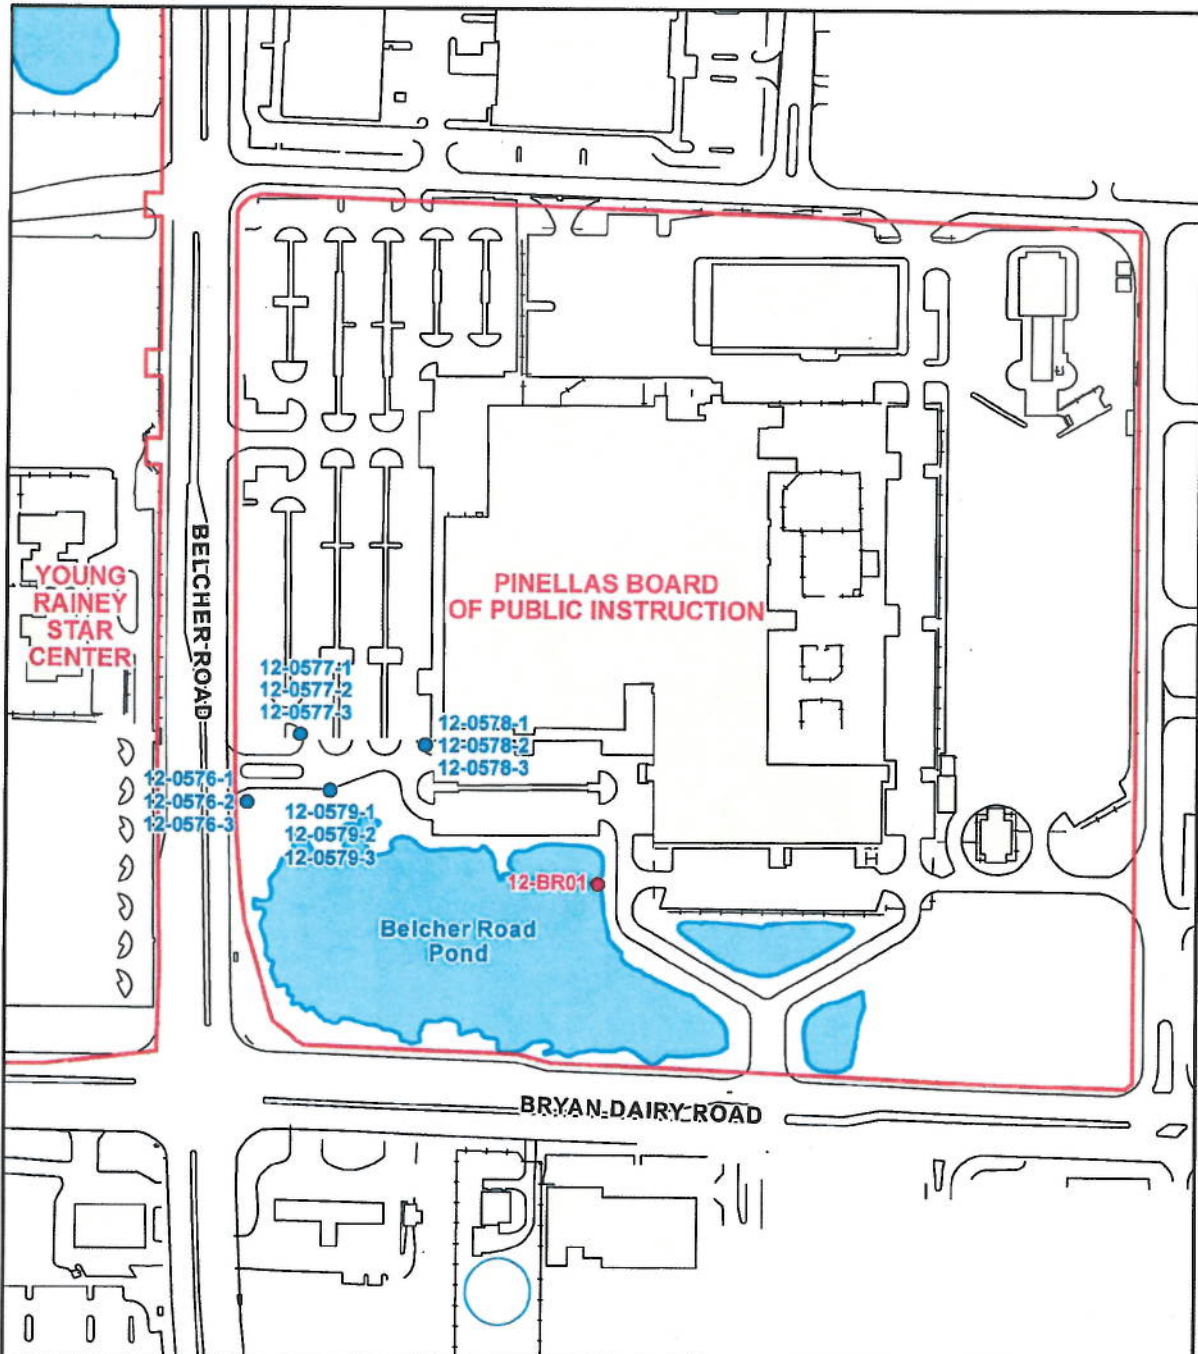 YOUNG
RAINEY
STAR
CENTER
BELCHER ROAD
PINELLAS BOARD
OF PUBLIC INSTRUCTION
12-0577-1
12-0577-2
12-0577-3
12-0578-1
12-0578-2
12-0578-3
12-0576-1
12-0576-2
12-0576-3
12-0579-1
12-0579-2
12-0579-3
12-BR01
Belcher Road
Pond
BRYAN DAIRY ROAD